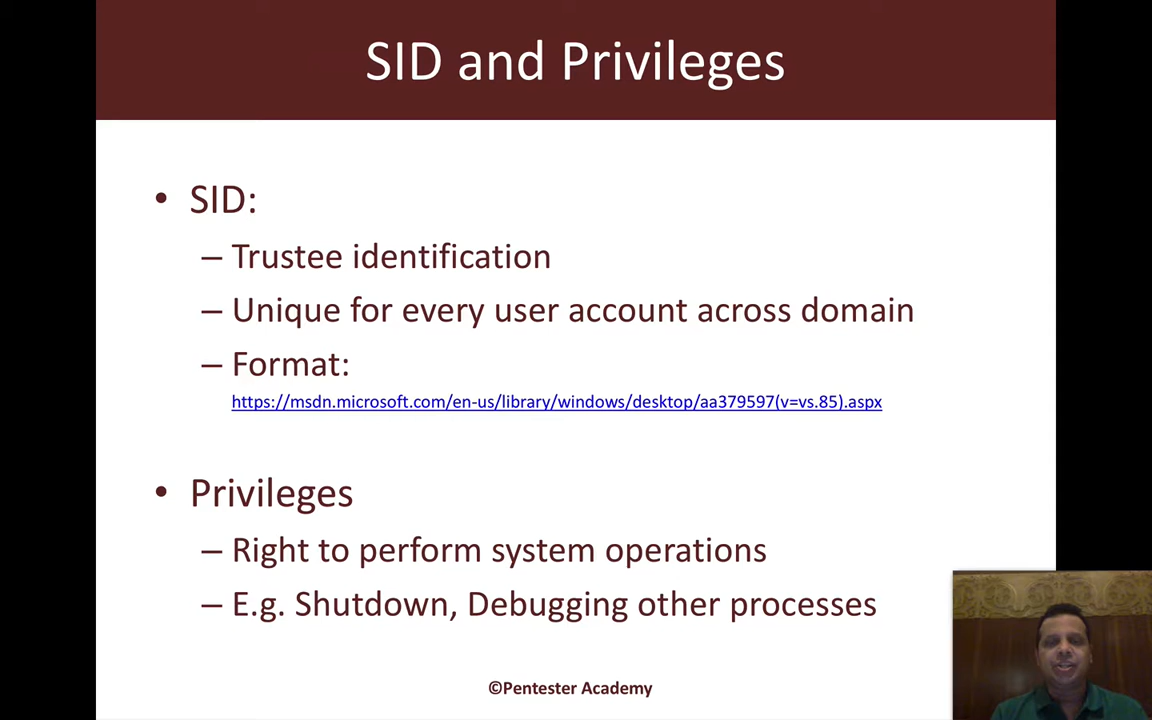 SID and Privileges
• SID:
– Trustee identification
– Unique for every user account across domain
– Format:
https://msdn.microsoft.com/en-us/library/windows/desktop/aa379597(v=vs.85).aspx
• Privileges
– Right to perform system operations
– E.g. Shutdown, Debugging other processes
©Pentester Academy